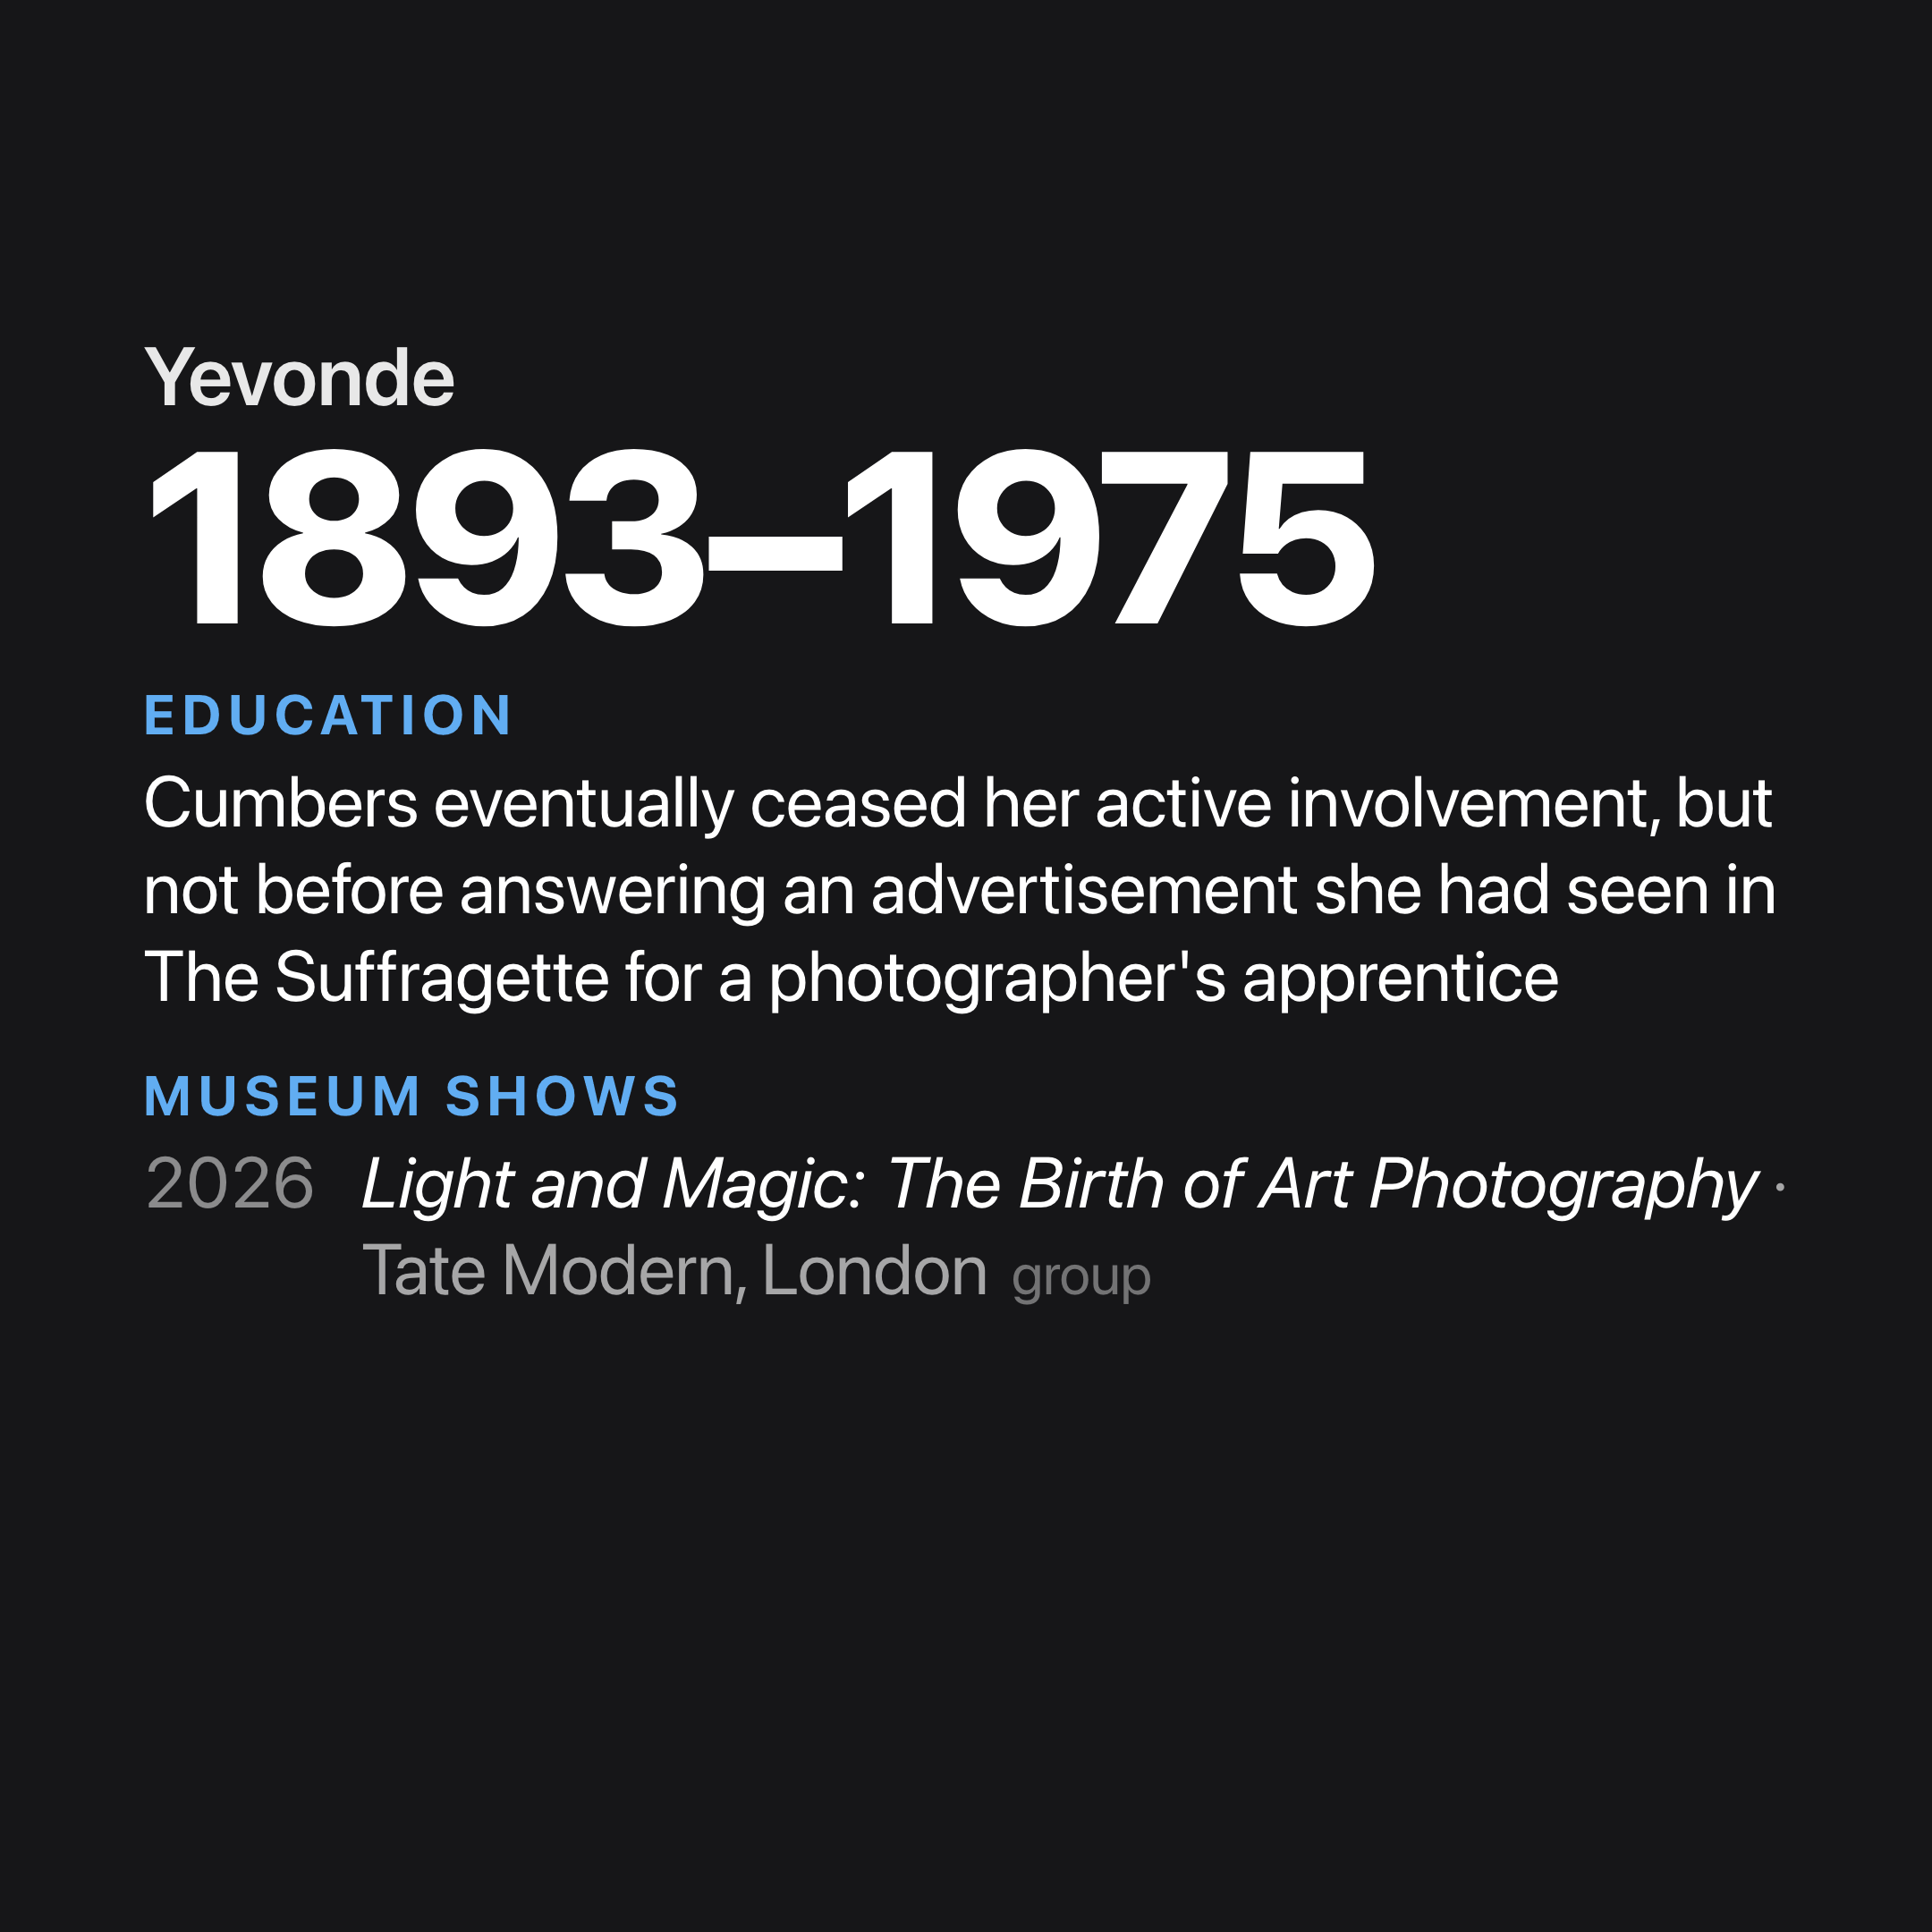 Yevonde
1893–1975
EDUCATION
Cumbers eventually ceased her active involvement, but
not before answering an advertisement she had seen in
The Suffragette for a photographer's apprentice
MUSEUM SHOWS
2026 Light and Magic: The Birth of Art Photography ·
Tate Modern, London group